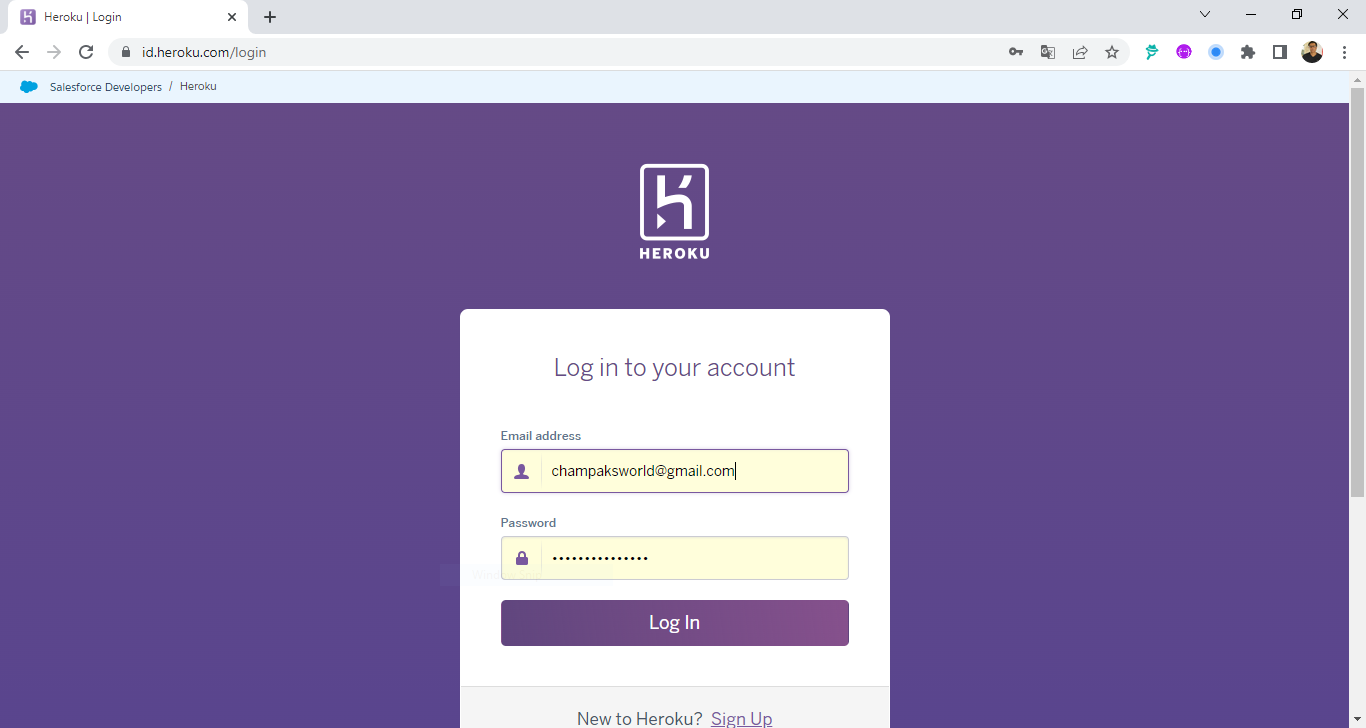 Heroku | Login
id.heroku.com/login
Salesforce Developers / Heroku
HEROKU
Log in to your account
Email address
champaksworld@gmail.com
Password
•••••••••••••••
Log In
New to Heroku? Sign Up